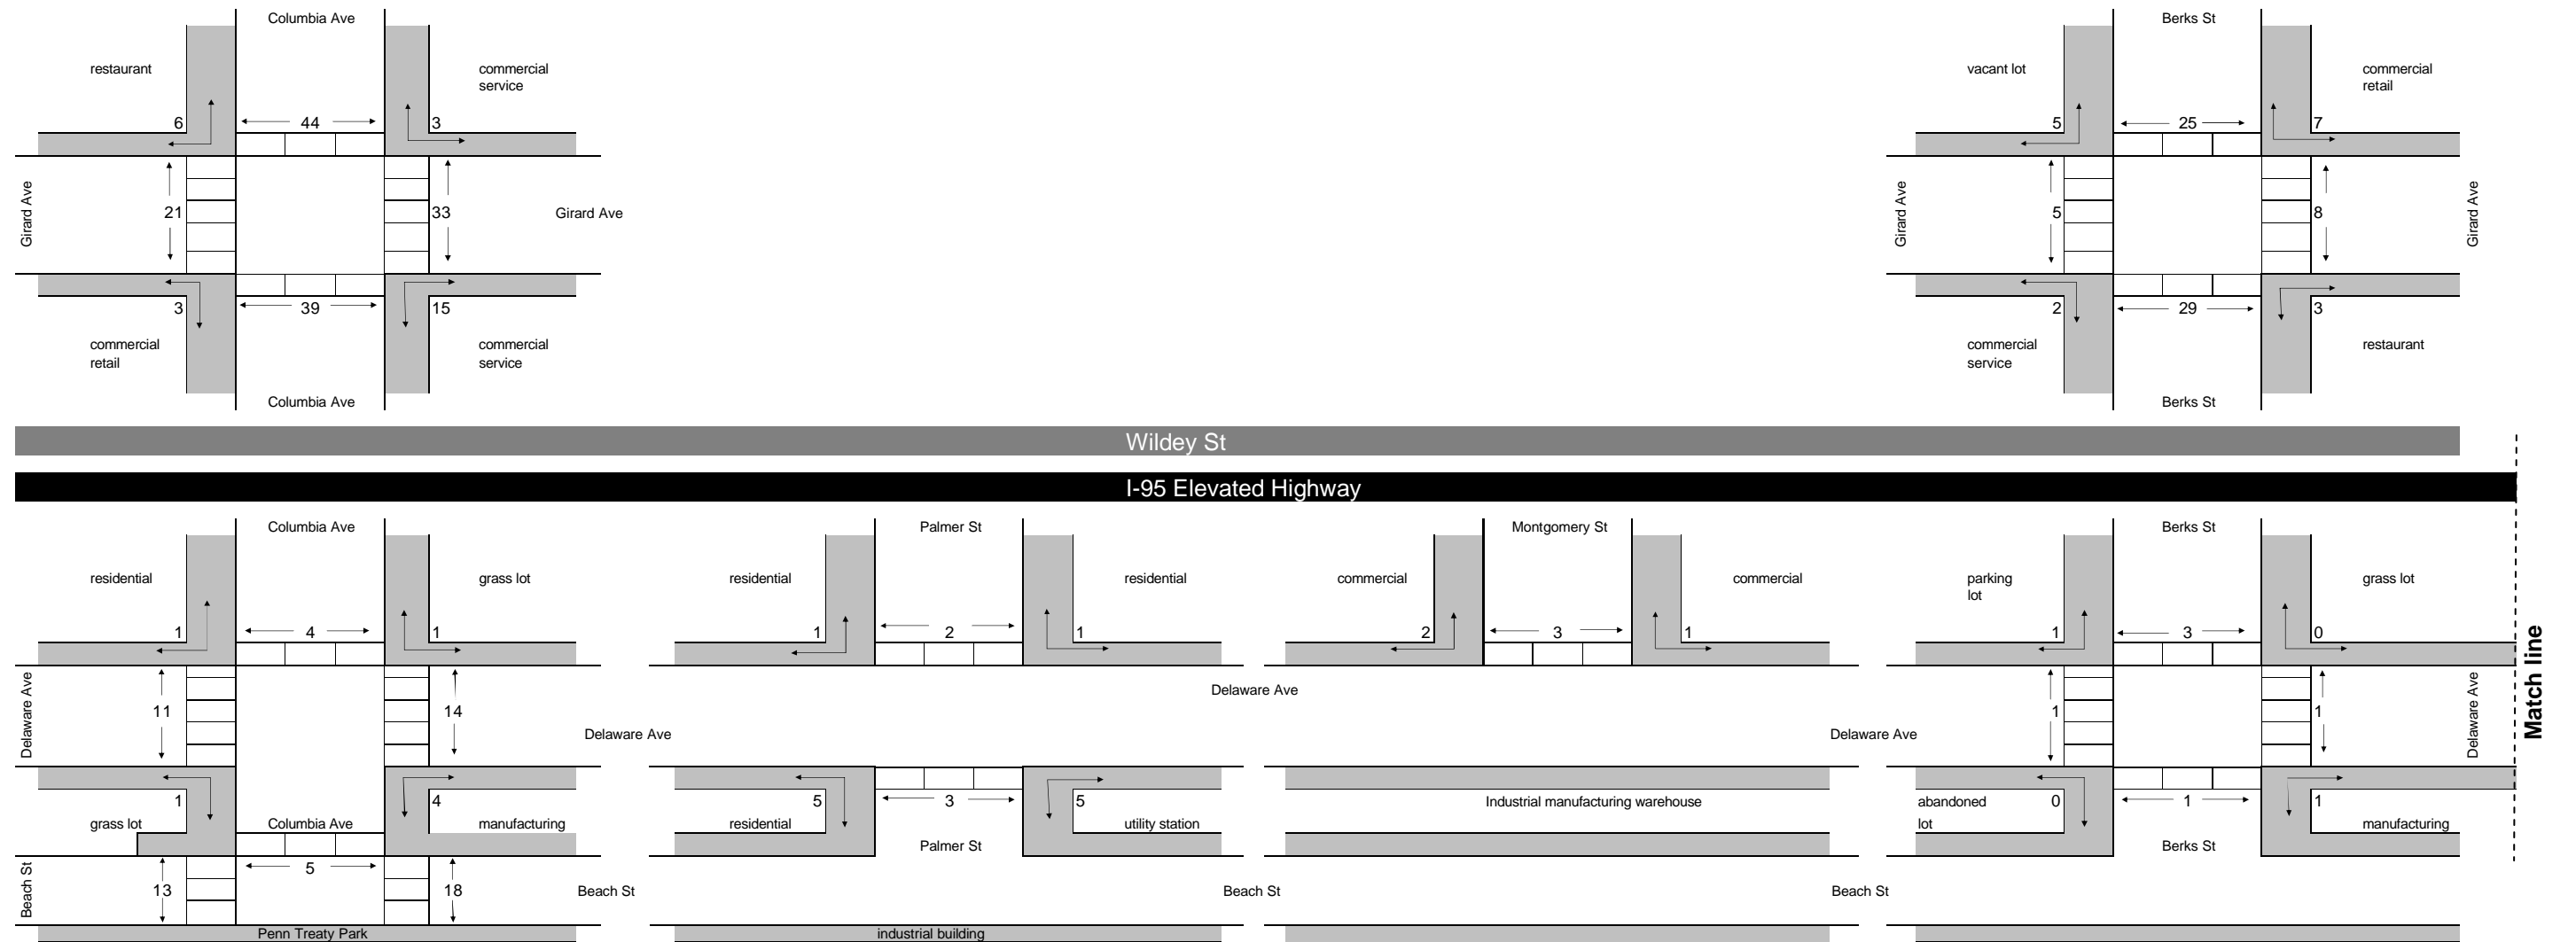 Columbia Ave
Berks St
restaurant
commercial
service
vacant lot
commercial
retail
6
44
3
5
25
7
Girard Ave
21
33
Girard Ave
Girard Ave
5
8
Girard Ave
3
39
15
2
29
3
commercial
retail
commercial
service
commercial
service
restaurant
Columbia Ave
Berks St
Wildey St
I-95 Elevated Highway
Columbia Ave
Palmer St
Montgomery St
Berks St
residential
grass lot
residential
residential
commercial
commercial
parking
lot
grass lot
1
4
1
1
2
1
2
3
1
1
3
0
Match line
Delaware Ave
11
14
Delaware Ave
Delaware Ave
Delaware Ave
1
1
Delaware Ave
1
4
5
3
5
Industrial manufacturing warehouse
abandoned
lot
0
1
1
grass lot
Columbia Ave
manufacturing
residential
utility station
manufacturing
Palmer St
Berks St
5
Beach St
13
18
Beach St
Beach St
Beach St
Penn Treaty Park
industrial building